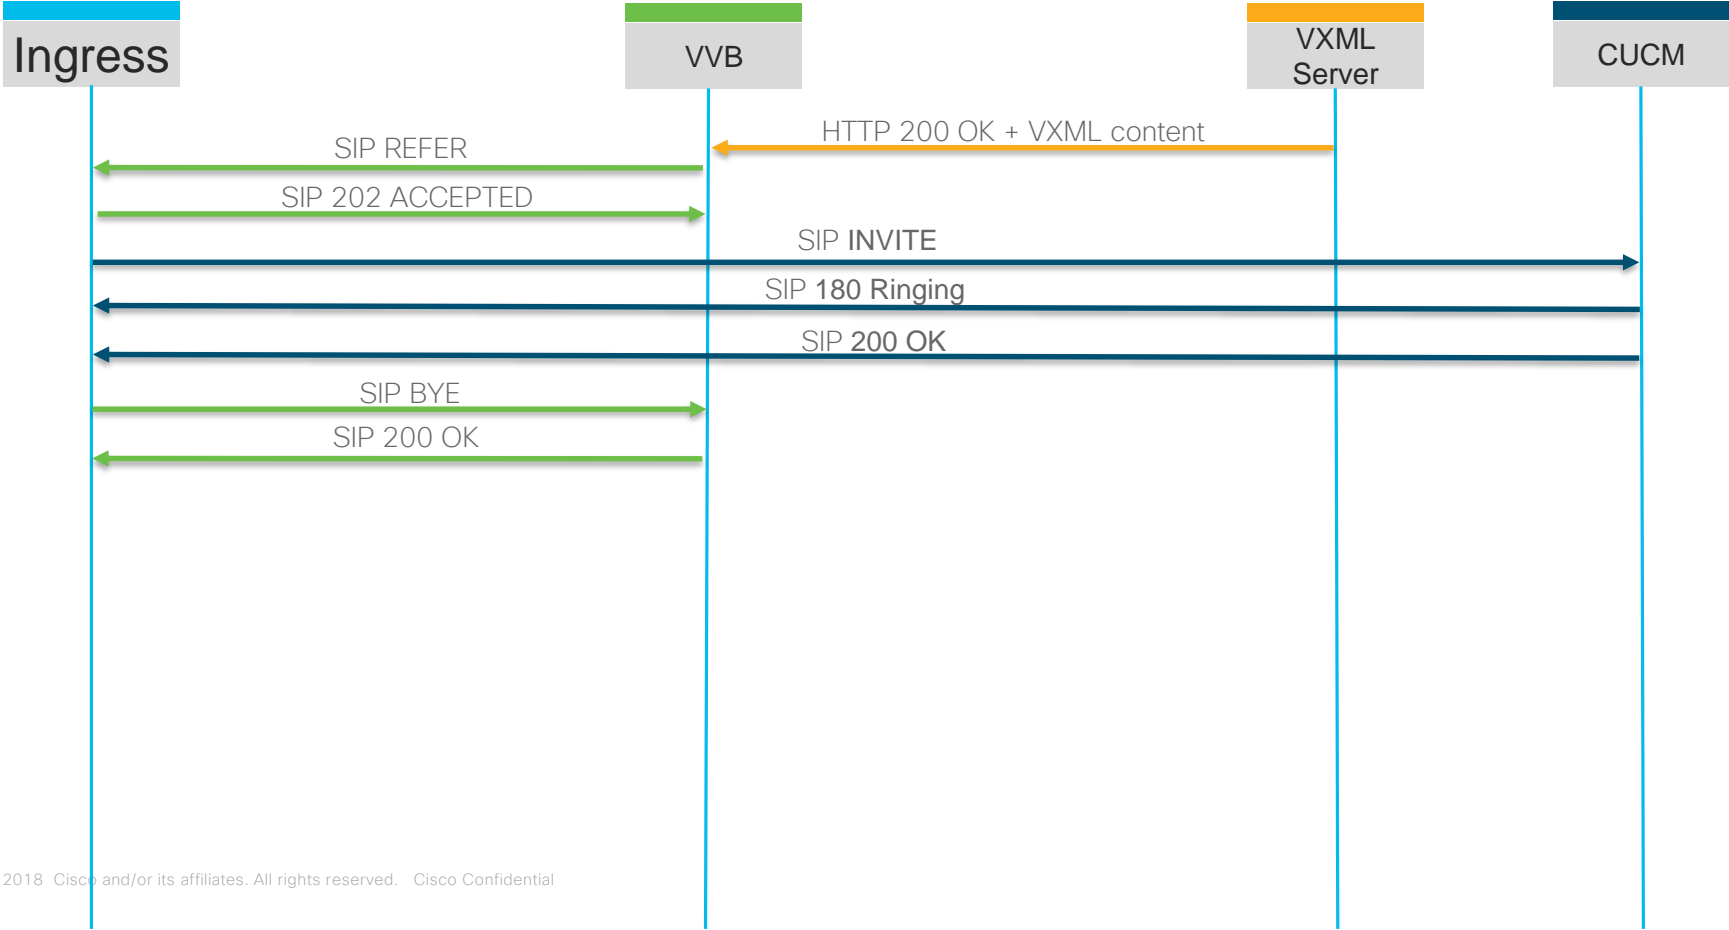 Ingress
VVB
VXML
Server
CUCM
HTTP 200 OK + VXML content
SIP REFER
SIP 202 ACCEPTED
SIP INVITE
SIP 180 Ringing
SIP 200 OK
SIP BYE
SIP 200 OK
2018 Cisco and/or its affiliates. All rights reserved. Cisco Confidential